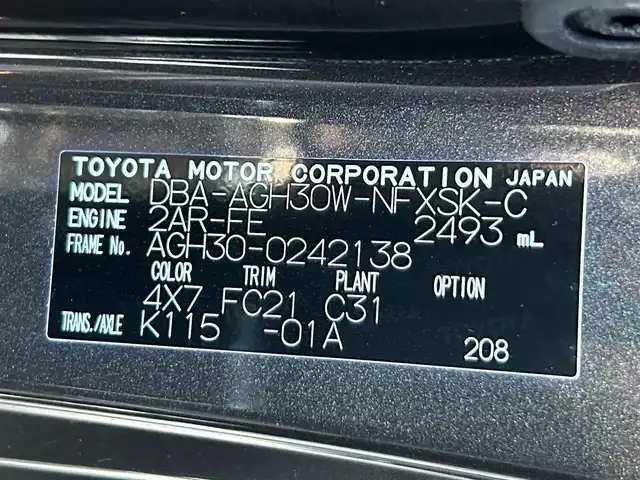 TOYOTA MOTOR CORPORATION JAPAN
MODEL DBA-AGH30W-NFXSK-C
ENGINE 2AR-FE 2493 mL
FRAME No. AGH30-0242138
COLOR TRIM PLANT OPTION
4X7 FC21 C31
TRANS./AXLE K115 -01A
208